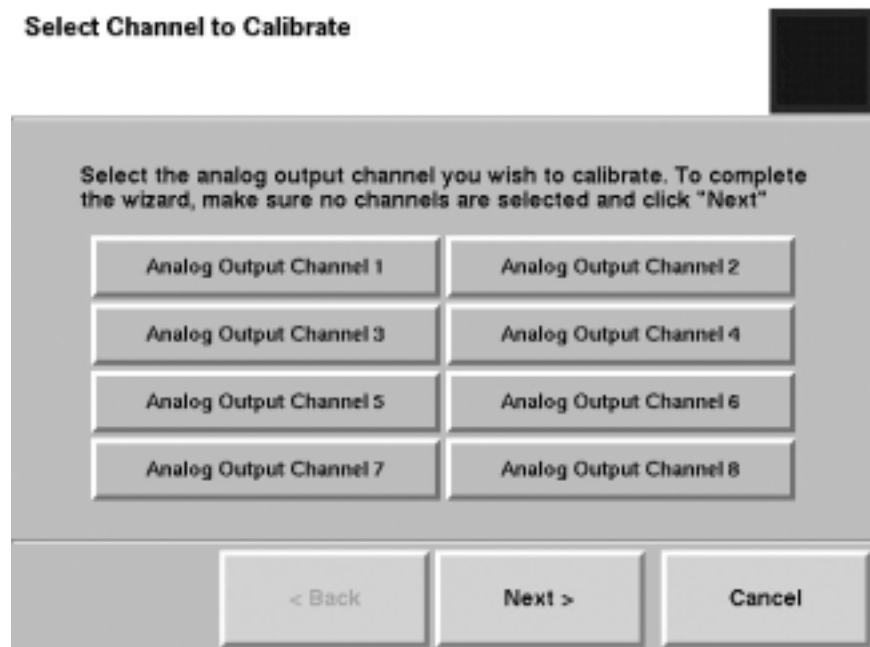 Select Channel to Calibrate
Select the analog output channel you wish to calibrate. To complete
the wizard, make sure no channels are selected and click "Next"
Analog Output Channel 1
Analog Output Channel 2
Analog Output Channel 3
Analog Output Channel 4
Analog Output Channel 5
Analog Output Channel 6
Analog Output Channel 7
Analog Output Channel 8
< Back
Next >
Cancel